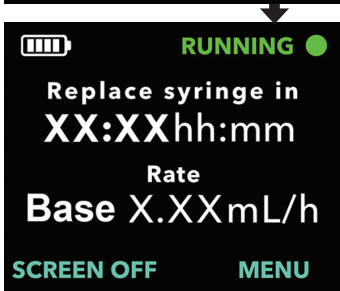 RUNNING
Replace syringe in
XX:XXhh:mm
Rate
Base X.XXmL/h
SCREEN OFF MENU